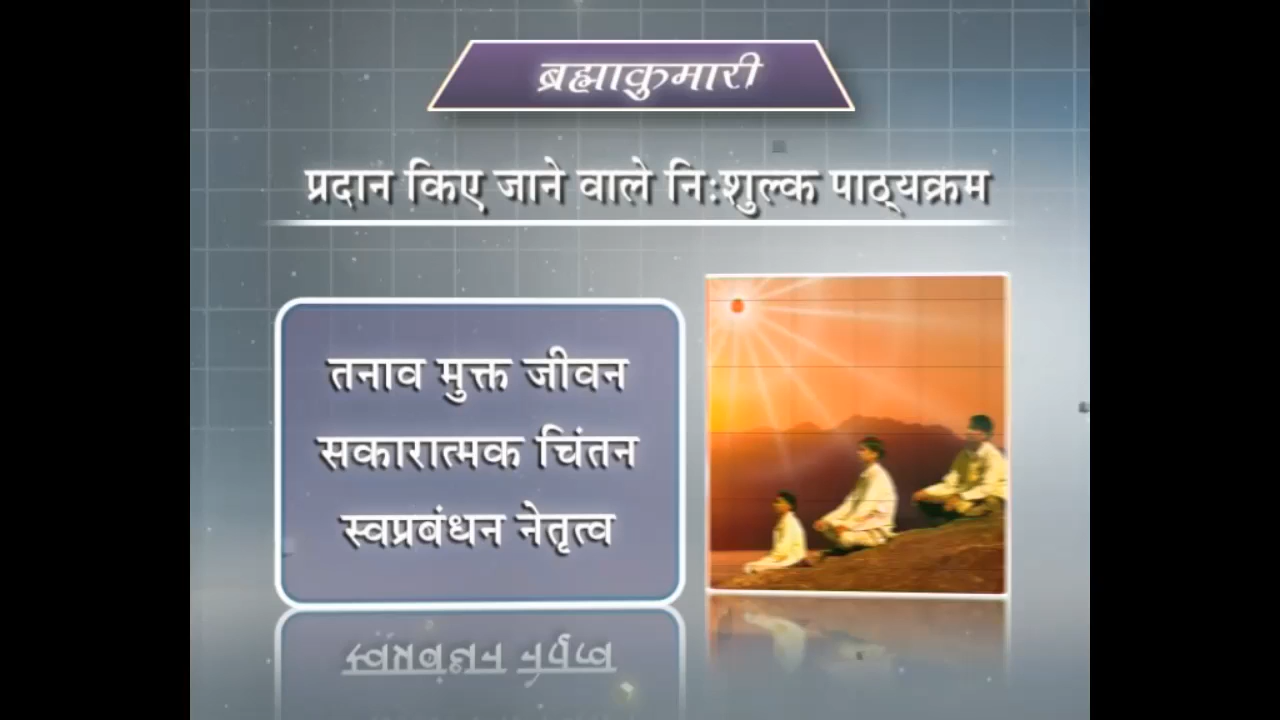 ब्रह्माकुमारी
प्रदान किए जाने वाले निःशुल्क पाठ्यक्रम
तनाव मुक्त जीवन
सकारात्मक चिंतन
स्वप्रबंधन नेतृत्व